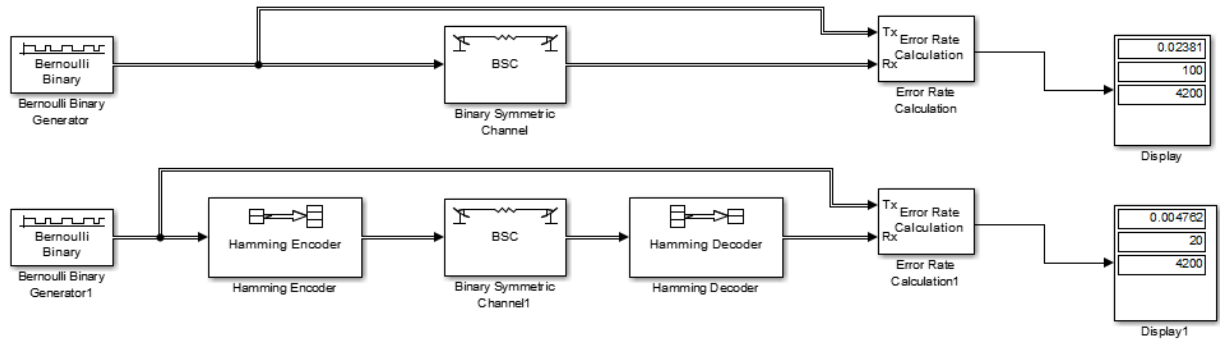 Bernoulli
Binary
Bernoulli Binary
Generator
BSC
Binary Symmetric
Channel
Tx
Rx
Error Rate
Calculation
Error Rate
Calculation
0.02381
100
4200
Display
Bernoulli
Binary
Bernoulli Binary
Generator1
Hamming Encoder
Hamming Encoder
BSC
Binary Symmetric
Channel1
Hamming Decoder
Hamming Decoder
Tx
Rx
Error Rate
Calculation
Error Rate
Calculation1
0.004762
20
4200
Display1